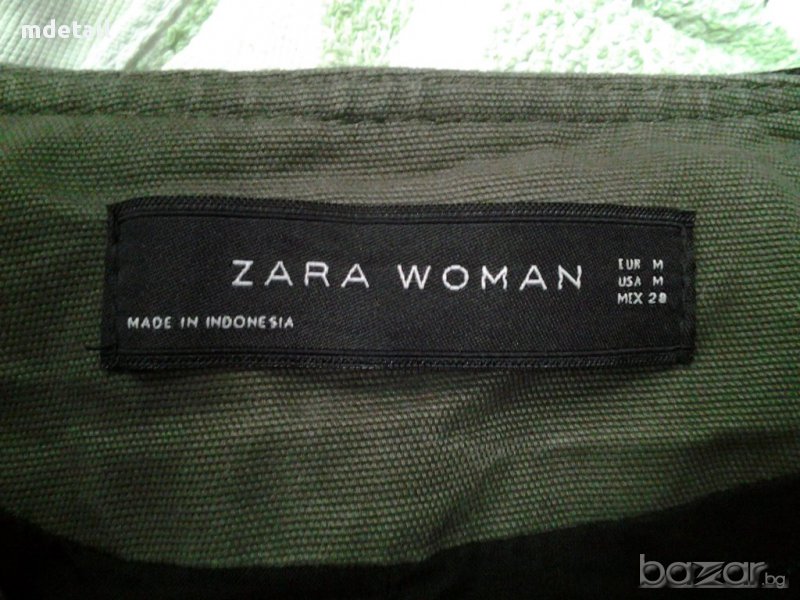 mdetail
ZARA WOMAN
EUR M
USA M
MEX 28
MADE IN INDONESIA
bazar.bg